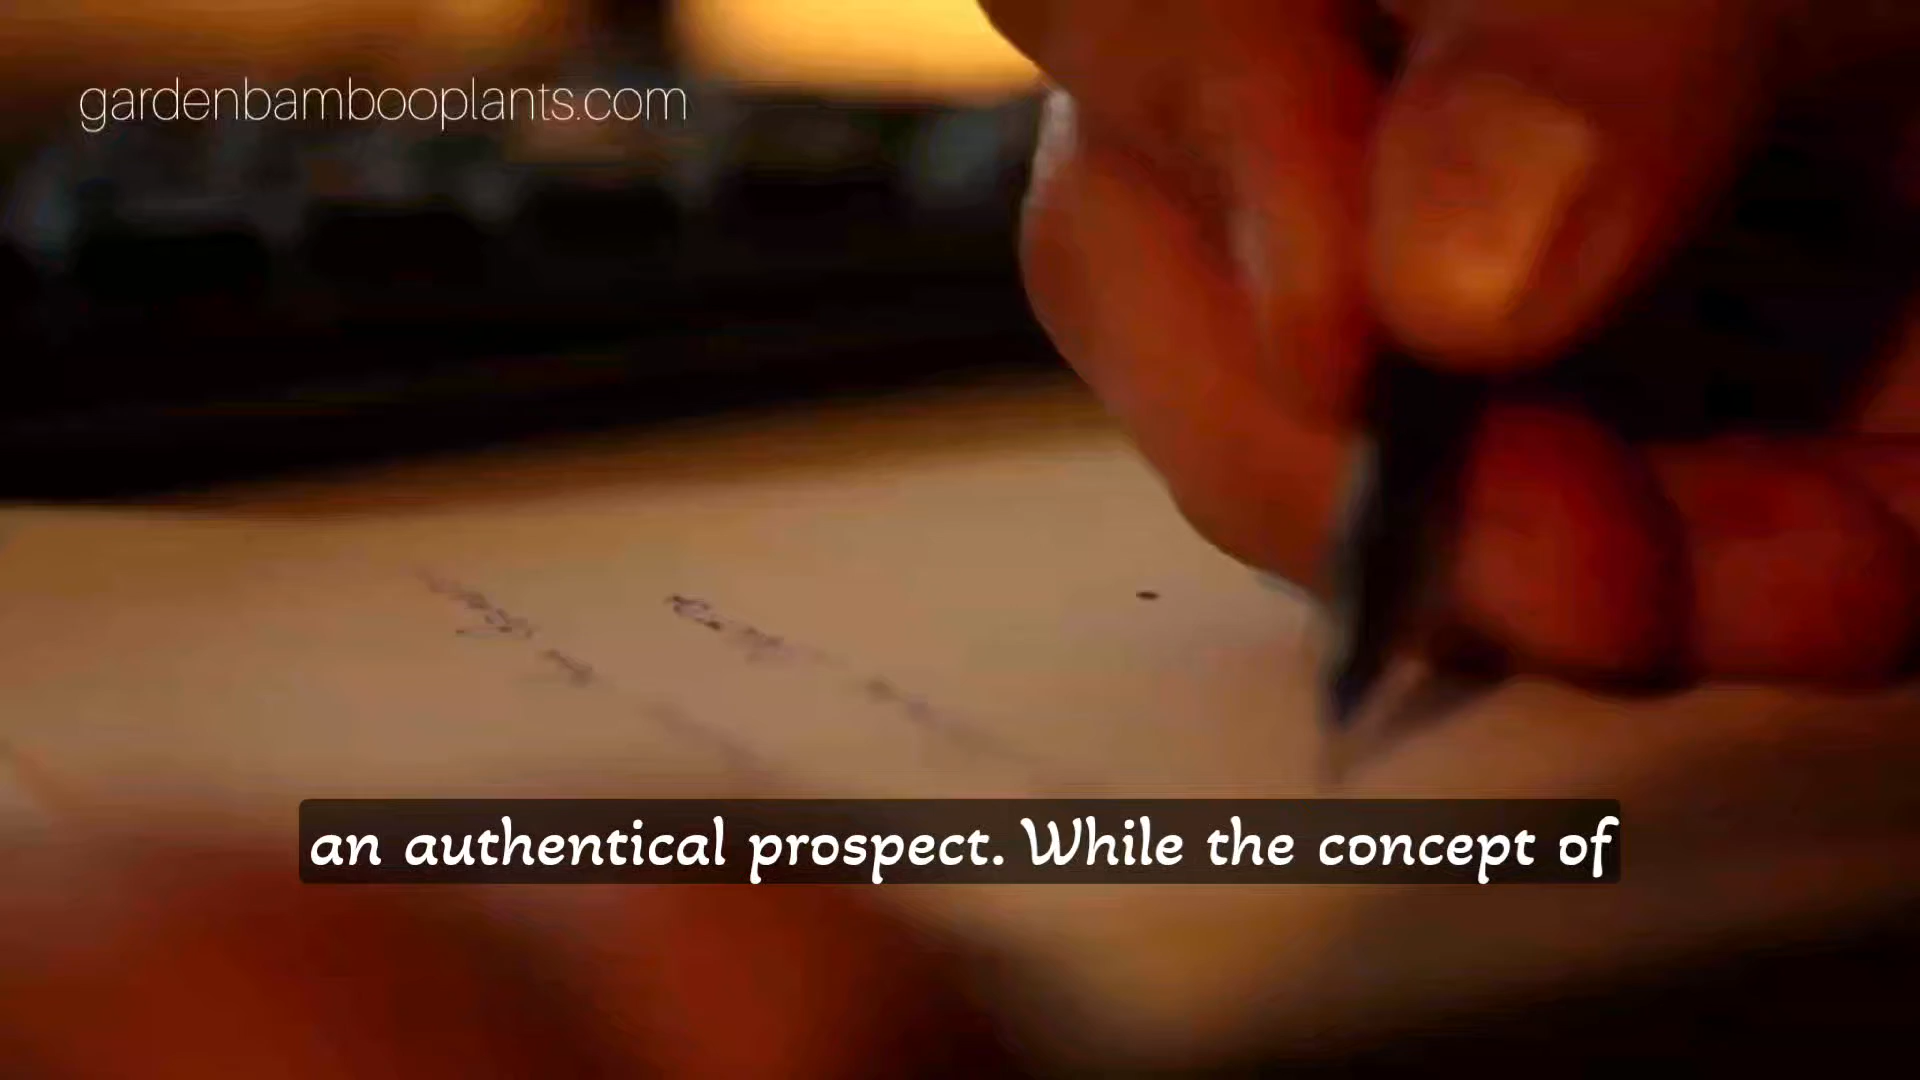 gardenbambooplants.com
an authentical prospect. While the concept of